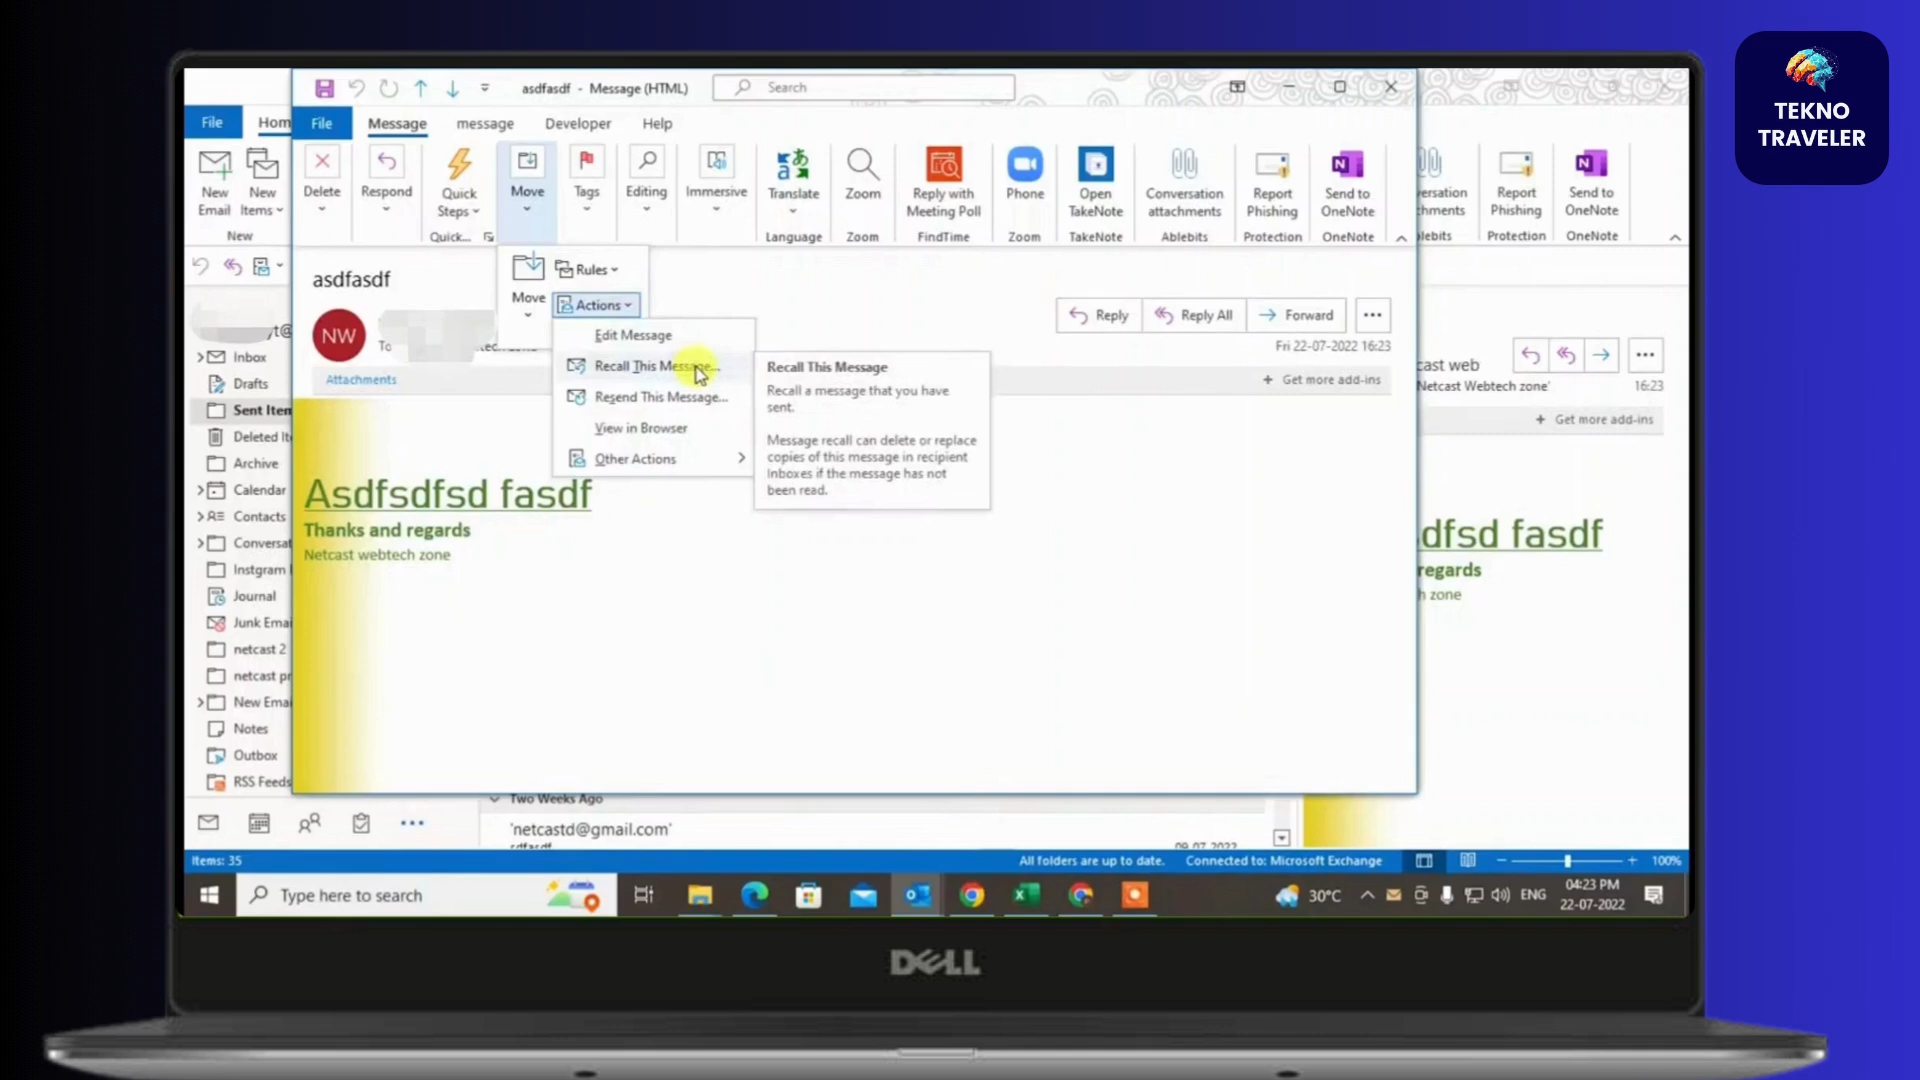 TEKNO
TRAVELER
asdfasdf - Message (HTML)
Search
File
Hom
File
Message
message
Developer
Help
New
Email
New
Items
New
Delete
Respond
Quick
Steps
Quick...
Move
Tags
Editing
Immersive
Translate
Language
Zoom
Zoom
Reply with
Meeting Poll
FindTime
Phone
Zoom
Open
TakeNote
TakeNote
Conversation
attachments
Ablebits
Report
Phishing
Protection
Send to
OneNote
OneNote
ersation
hments
lebits
Report
Phishing
Protection
Send to
OneNote
OneNote
asdfasdf
NW
To
Attachments
Move
Rules
Actions
Edit Message
Recall This Message...
Resend This Message...
View in Browser
Other Actions
Recall This Message
Recall a message that you have
sent.
Message recall can delete or replace
copies of this message in recipient
Inboxes if the message has not
been read.
Reply
Reply All
Forward
Fri 22-07-2022 16:23
+ Get more add-ins
cast web
'Netcast Webtech zone'
16:23
+ Get more add-ins
yt@
Inbox
Drafts
Sent Item
Deleted Ite
Archive
Calendar
Contacts
Conversat
Instgram
Journal
Junk Emai
netcast 2
netcast pr
New Emai
Notes
Outbox
RSS Feeds
Asdfsdfsd fasdf
Thanks and regards
Netcast webtech zone
dfsd fasdf
regards
h zone
Two Weeks Ago
'netcastd@gmail.com'
sdfasdf
09-07-2022
Items: 35
All folders are up to date.
Connected to: Microsoft Exchange
100%
Type here to search
30°C
ENG
04:23 PM
22-07-2022
DELL